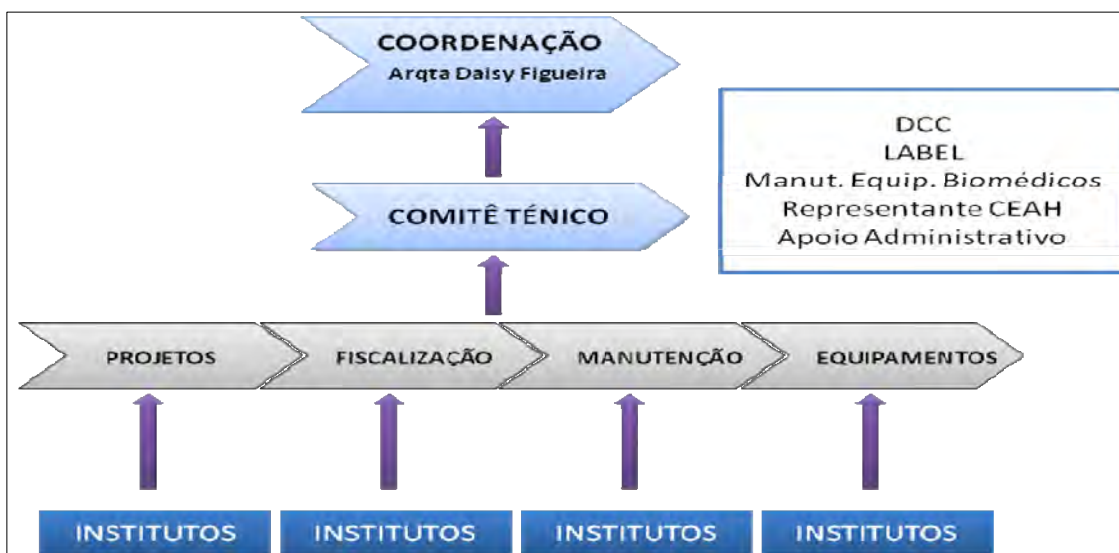 COORDENAÇÃO
Arqta Daisy Figueira
DCC
LABEL
Manut. Equip. Biomédicos
Representante CEAH
Apoio Administrativo
COMITÊ TÉNICO
PROJETOS
FISCALIZAÇÃO
MANUTENÇÃO
EQUIPAMENTOS
INSTITUTOS
INSTITUTOS
INSTITUTOS
INSTITUTOS